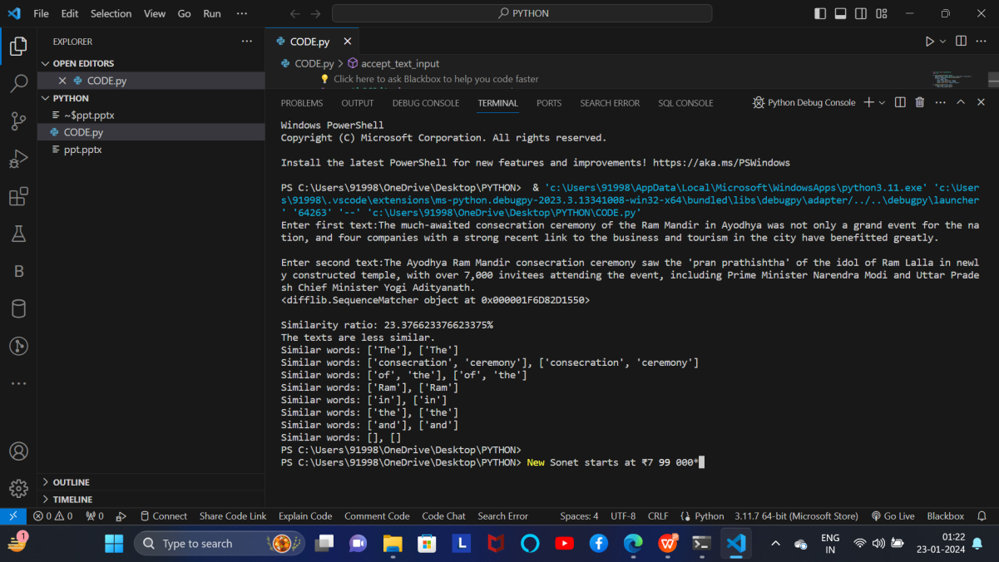 File Edit Selection View Go Run ···
PYTHON
EXPLORER
OPEN EDITORS
CODE.py
PYTHON
~$ppt.pptx
CODE.py
ppt.pptx
OUTLINE
TIMELINE
CODE.py
CODE.py > accept_text_input
Click here to ask Blackbox to help you code faster
PROBLEMS OUTPUT DEBUG CONSOLE TERMINAL PORTS SEARCH ERROR SQL CONSOLE Python Debug Console
Windows PowerShell
Copyright (C) Microsoft Corporation. All rights reserved.
Install the latest PowerShell for new features and improvements! https://aka.ms/PSWindows
PS C:\Users\91998\OneDrive\Desktop\PYTHON>  & 'c:\Users\91998\AppData\Local\Microsoft\WindowsApps\python3.11.exe' 'c:\User
s\91998\.vscode\extensions\ms-python.debugpy-2023.3.13341008-win32-x64\bundled\libs\debugpy\adapter/../..\debugpy\launcher
' '64263' '--' 'c:\Users\91998\OneDrive\Desktop\PYTHON\CODE.py'
Enter first text:The much-awaited consecration ceremony of the Ram Mandir in Ayodhya was not only a grand event for the na
tion, and four companies with a strong recent link to the business and tourism in the city have benefitted greatly.
Enter second text:The Ayodhya Ram Mandir consecration ceremony saw the 'pran prathishtha' of the idol of Ram Lalla in newl
y constructed temple, with over 7,000 invitees attending the event, including Prime Minister Narendra Modi and Uttar Prade
sh Chief Minister Yogi Adityanath.
<difflib.SequenceMatcher object at 0x000001F6D82D1550>
Similarity ratio: 23.376623376623375%
The texts are less similar.
Similar words: ['The'], ['The']
Similar words: ['consecration', 'ceremony'], ['consecration', 'ceremony']
Similar words: ['of', 'the'], ['of', 'the']
Similar words: ['Ram'], ['Ram']
Similar words: ['in'], ['in']
Similar words: ['the'], ['the']
Similar words: ['and'], ['and']
Similar words: [], []
PS C:\Users\91998\OneDrive\Desktop\PYTHON>
PS C:\Users\91998\OneDrive\Desktop\PYTHON> New Sonet starts at ₹7 99 000*
0 0 0 Connect Share Code Link Explain Code Comment Code Code Chat Search Error Spaces: 4 UTF-8 CRLF Python 3.11.7 64-bit (Microsoft Store) Go Live Blackbox
1 Type to search L ENG 01:22
IN 23-01-2024